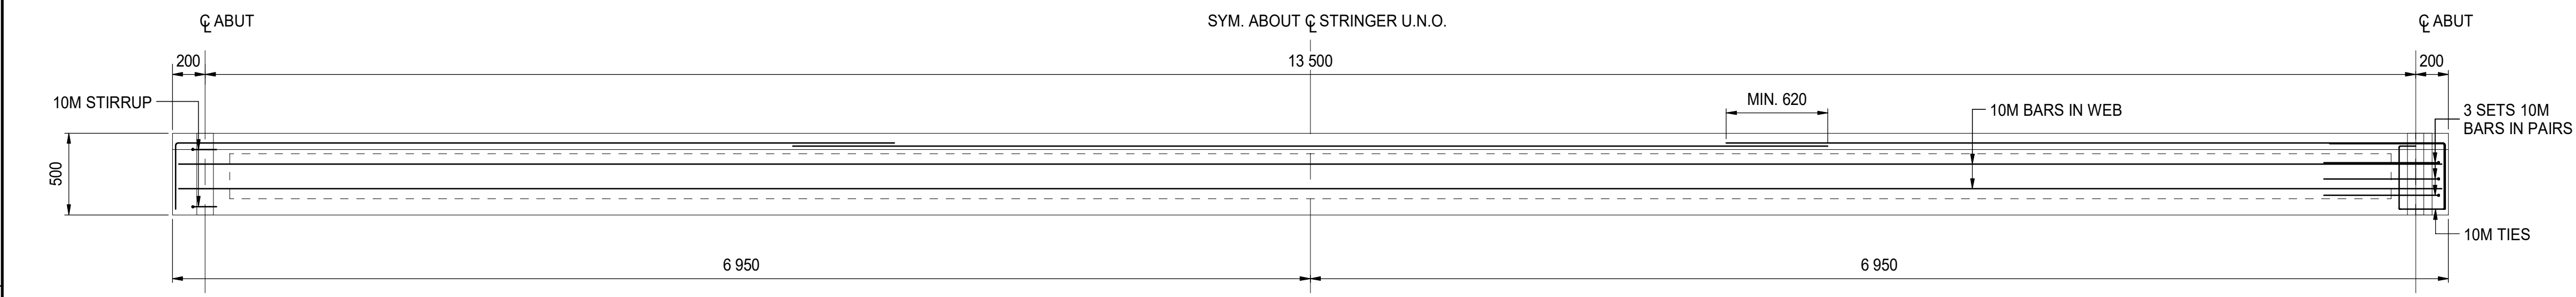 ℄ ABUT
SYM. ABOUT ℄ STRINGER U.N.O.
℄ ABUT
200
13 500
200
10M STIRRUP
MIN. 620
10M BARS IN WEB
3 SETS 10M
BARS IN PAIRS
500
10M TIES
6 950
6 950